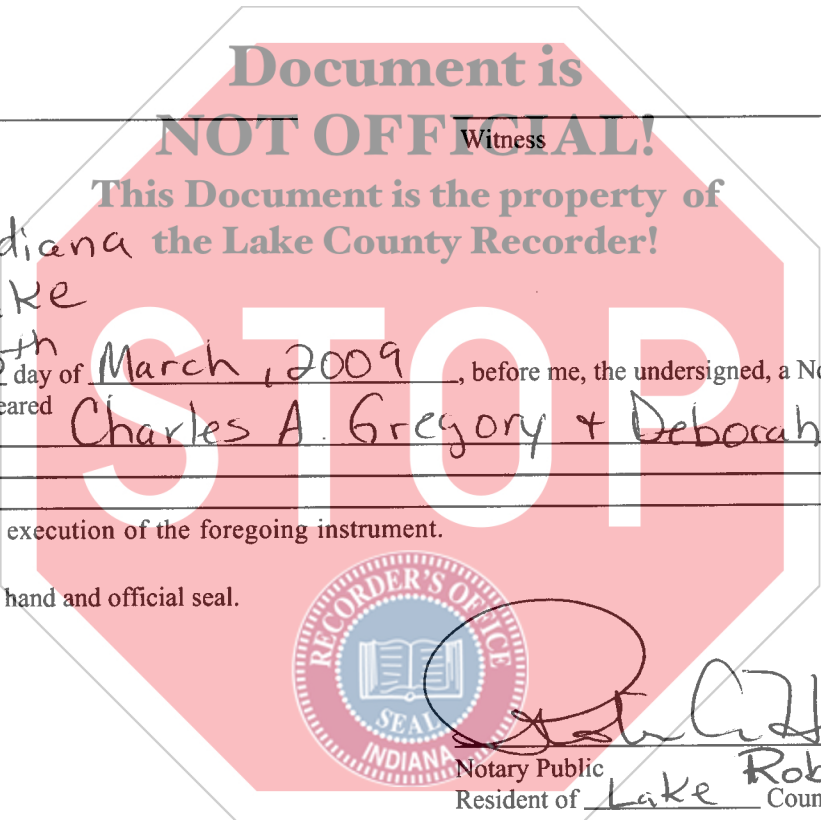 Document is
NOT OFFICIAL!
Witness
This Document is the property of
the Lake County Recorder!
diana
ke
STOP
th day of March, 2009, before me, the undersigned, a No
eared Charles A. Gregory + Deborah
execution of the foregoing instrument.
hand and official seal.
RECORDER'S OFFICE
SEAL
INDIANA
Notary Public Rob
Resident of Lake Coun